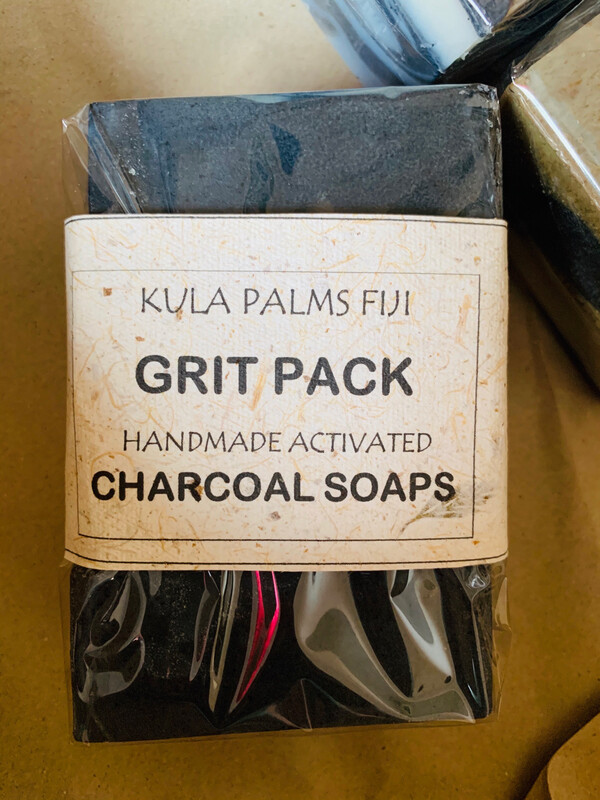 KULA PALMS FIJI
GRIT PACK
HANDMADE ACTIVATED
CHARCOAL SOAPS